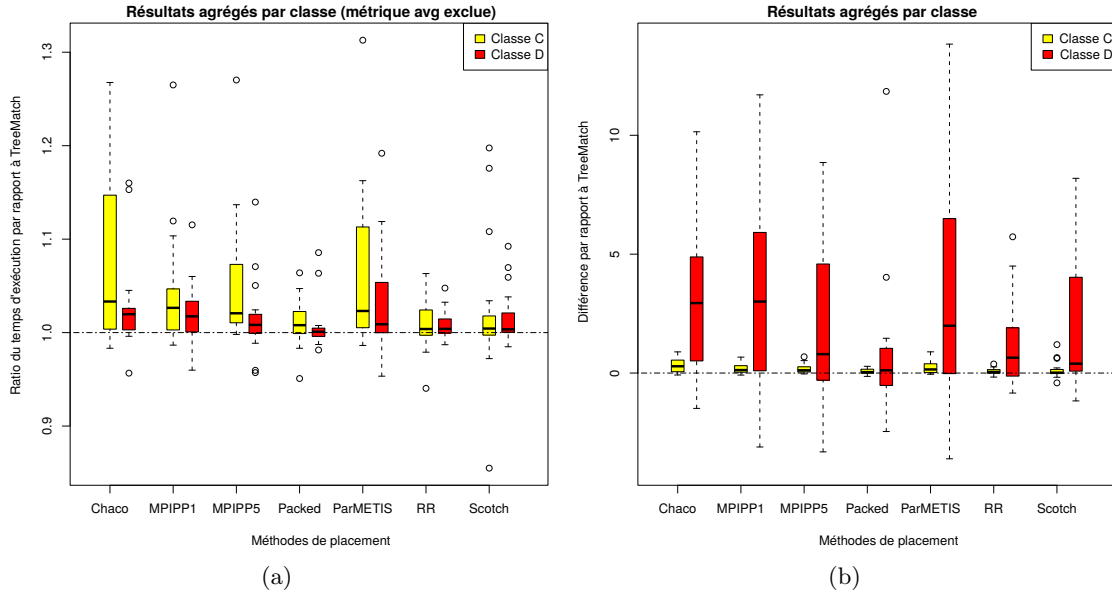 Résultats agrégés par classe (métrique avg exclue)
Classe C
Classe D
Ratio du temps d'exécution par rapport à TreeMatch
1.3
1.2
1.1
1.0
0.9
Chaco
MPIPP1
MPIPP5
Packed
ParMETIS
RR
Scotch
Méthodes de placement
(a)
Résultats agrégés par classe
Classe C
Classe D
Différence par rapport à TreeMatch
10
5
0
Chaco
MPIPP1
MPIPP5
Packed
ParMETIS
RR
Scotch
Méthodes de placement
(b)